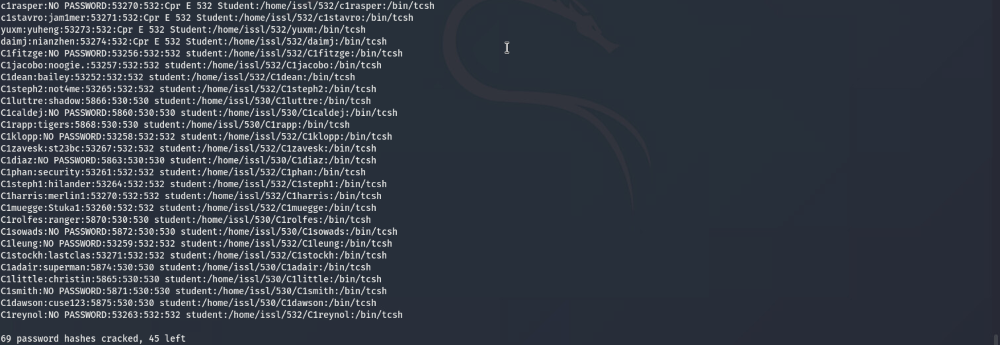 c1rasper:NO PASSWORD:53270:532:Cpr E 532 Student:/home/issl/532/c1rasper:/bin/tcsh
c1stavro:jam1mer:53271:532:Cpr E 532 Student:/home/issl/532/c1stavro:/bin/tcsh
yuxm:yuheng:53273:532:Cpr E 532 Student:/home/issl/532/yuxm:/bin/tcsh
daimj:nianzhen:53274:532:Cpr E 532 Student:/home/issl/532/daimj:/bin/tcsh
C1fitzge:NO PASSWORD:53256:532:532 student:/home/issl/532/C1fitzge:/bin/tcsh
C1jacobo:noogie.:53257:532:532 student:/home/issl/532/C1jacobo:/bin/tcsh
C1dean:bailey:53252:532:532 student:/home/issl/532/C1dean:/bin/tcsh
C1steph2:not4me:53265:532:532 student:/home/issl/532/C1steph2:/bin/tcsh
C1luttre:shadow:5866:530:530 student:/home/issl/530/C1luttre:/bin/tcsh
C1caldej:NO PASSWORD:5860:530:530 student:/home/issl/530/C1caldej:/bin/tcsh
C1rapp:tigers:5868:530:530 student:/home/issl/530/C1rapp:/bin/tcsh
C1klopp:NO PASSWORD:53258:532:532 student:/home/issl/532/C1klopp:/bin/tcsh
C1zavesk:st23bc:53267:532:532 student:/home/issl/532/C1zavesk:/bin/tcsh
C1diaz:NO PASSWORD:5863:530:530 student:/home/issl/530/C1diaz:/bin/tcsh
C1phan:security:53261:532:532 student:/home/issl/532/C1phan:/bin/tcsh
C1steph1:hilander:53264:532:532 student:/home/issl/532/C1steph1:/bin/tcsh
C1harris:merlin1:53270:532:532 student:/home/issl/532/C1harris:/bin/tcsh
C1muegge:Stuka1:53260:532:532 student:/home/issl/532/C1muegge:/bin/tcsh
C1rolfes:ranger:5870:530:530 student:/home/issl/530/C1rolfes:/bin/tcsh
C1sowads:NO PASSWORD:5872:530:530 student:/home/issl/530/C1sowads:/bin/tcsh
C1leung:NO PASSWORD:53259:532:532 student:/home/issl/532/C1leung:/bin/tcsh
C1stockh:lastclas:53271:532:532 student:/home/issl/532/C1stockh:/bin/tcsh
C1adair:superman:5874:530:530 student:/home/issl/530/C1adair:/bin/tcsh
C1little:christin:5865:530:530 student:/home/issl/530/C1little:/bin/tcsh
C1smith:NO PASSWORD:5871:530:530 student:/home/issl/530/C1smith:/bin/tcsh
C1dawson:cuse123:5875:530:530 student:/home/issl/530/C1dawson:/bin/tcsh
C1reynol:NO PASSWORD:53263:532:532 student:/home/issl/532/C1reynol:/bin/tcsh
69 password hashes cracked, 45 left